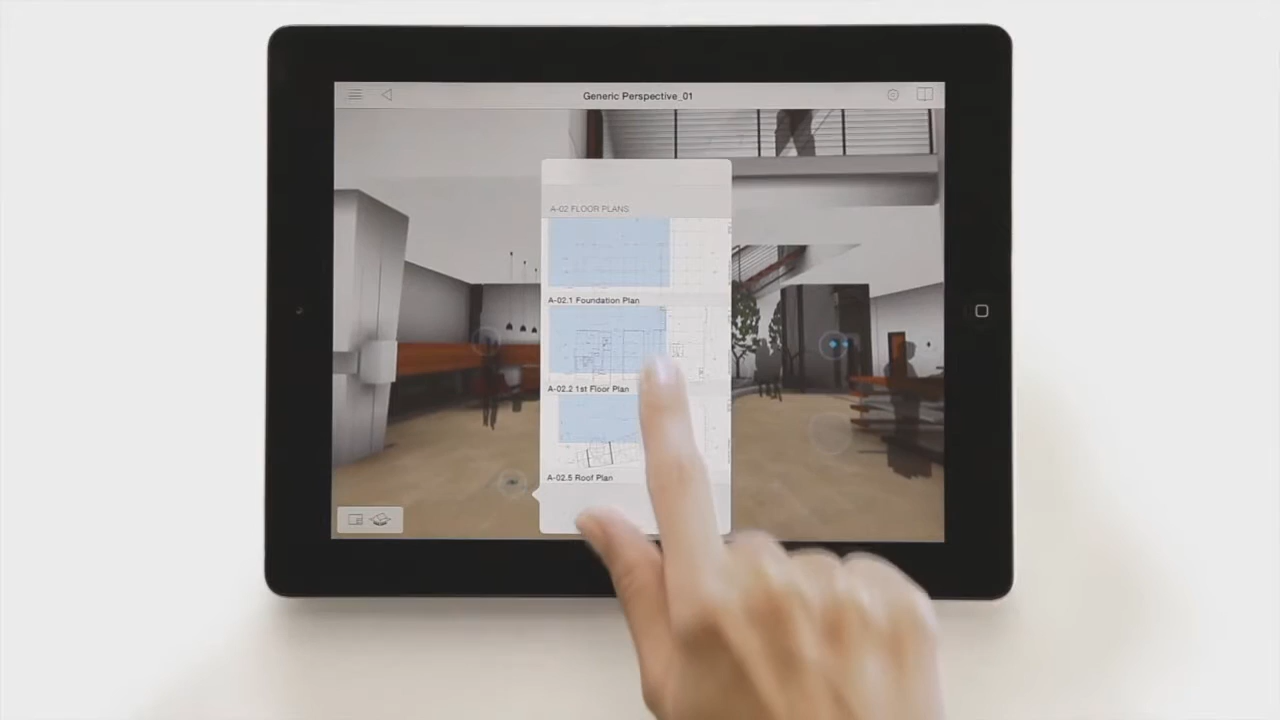 Generic Perspective_01
A-02 FLOOR PLANS
A-02.1 Foundation Plan
A-02.2 1st Floor Plan
A-02.5 Roof Plan